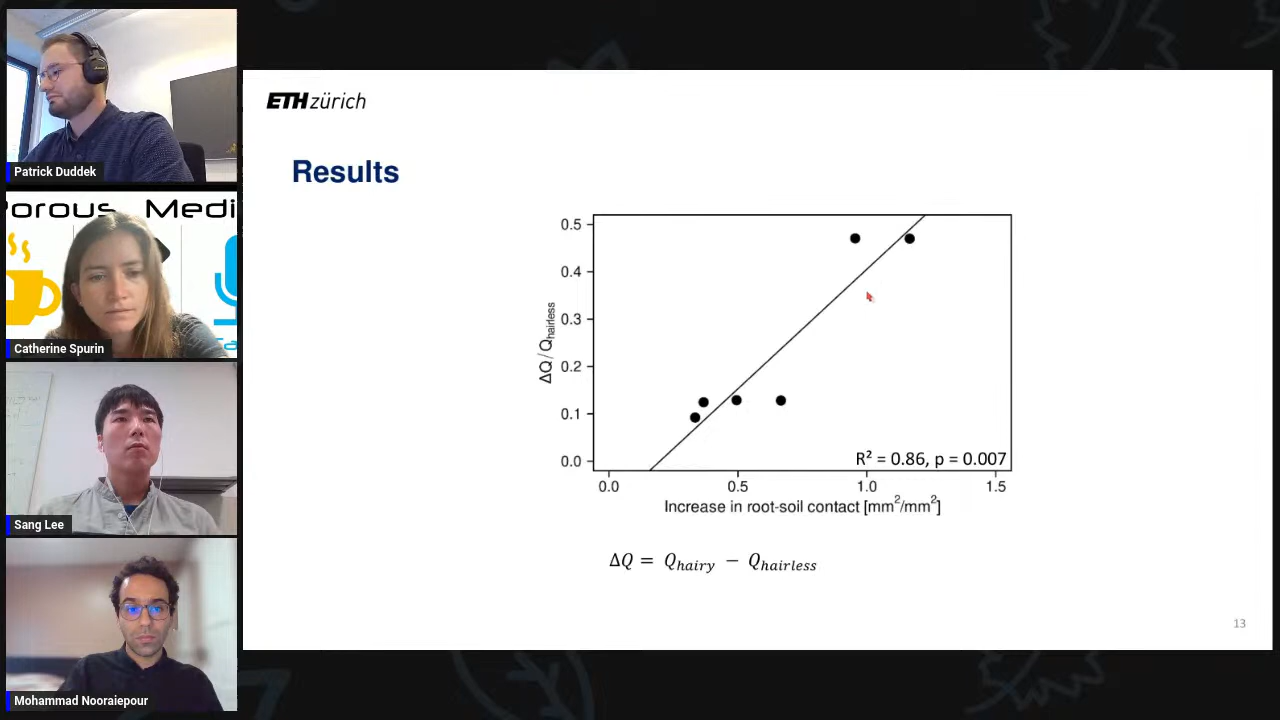 Patrick Duddek
Porous Medi
Catherine Spurin
Sang Lee
Mohammad Nooraiepour
ETH zürich
Results
0.5
0.4
0.3
0.2
0.1
0.0
ΔQ/Q_hairless
R² = 0.86, p = 0.007
0.0 0.5 1.0 1.5
Increase in root-soil contact [mm²/mm²]
ΔQ = Q_hairy − Q_hairless
13